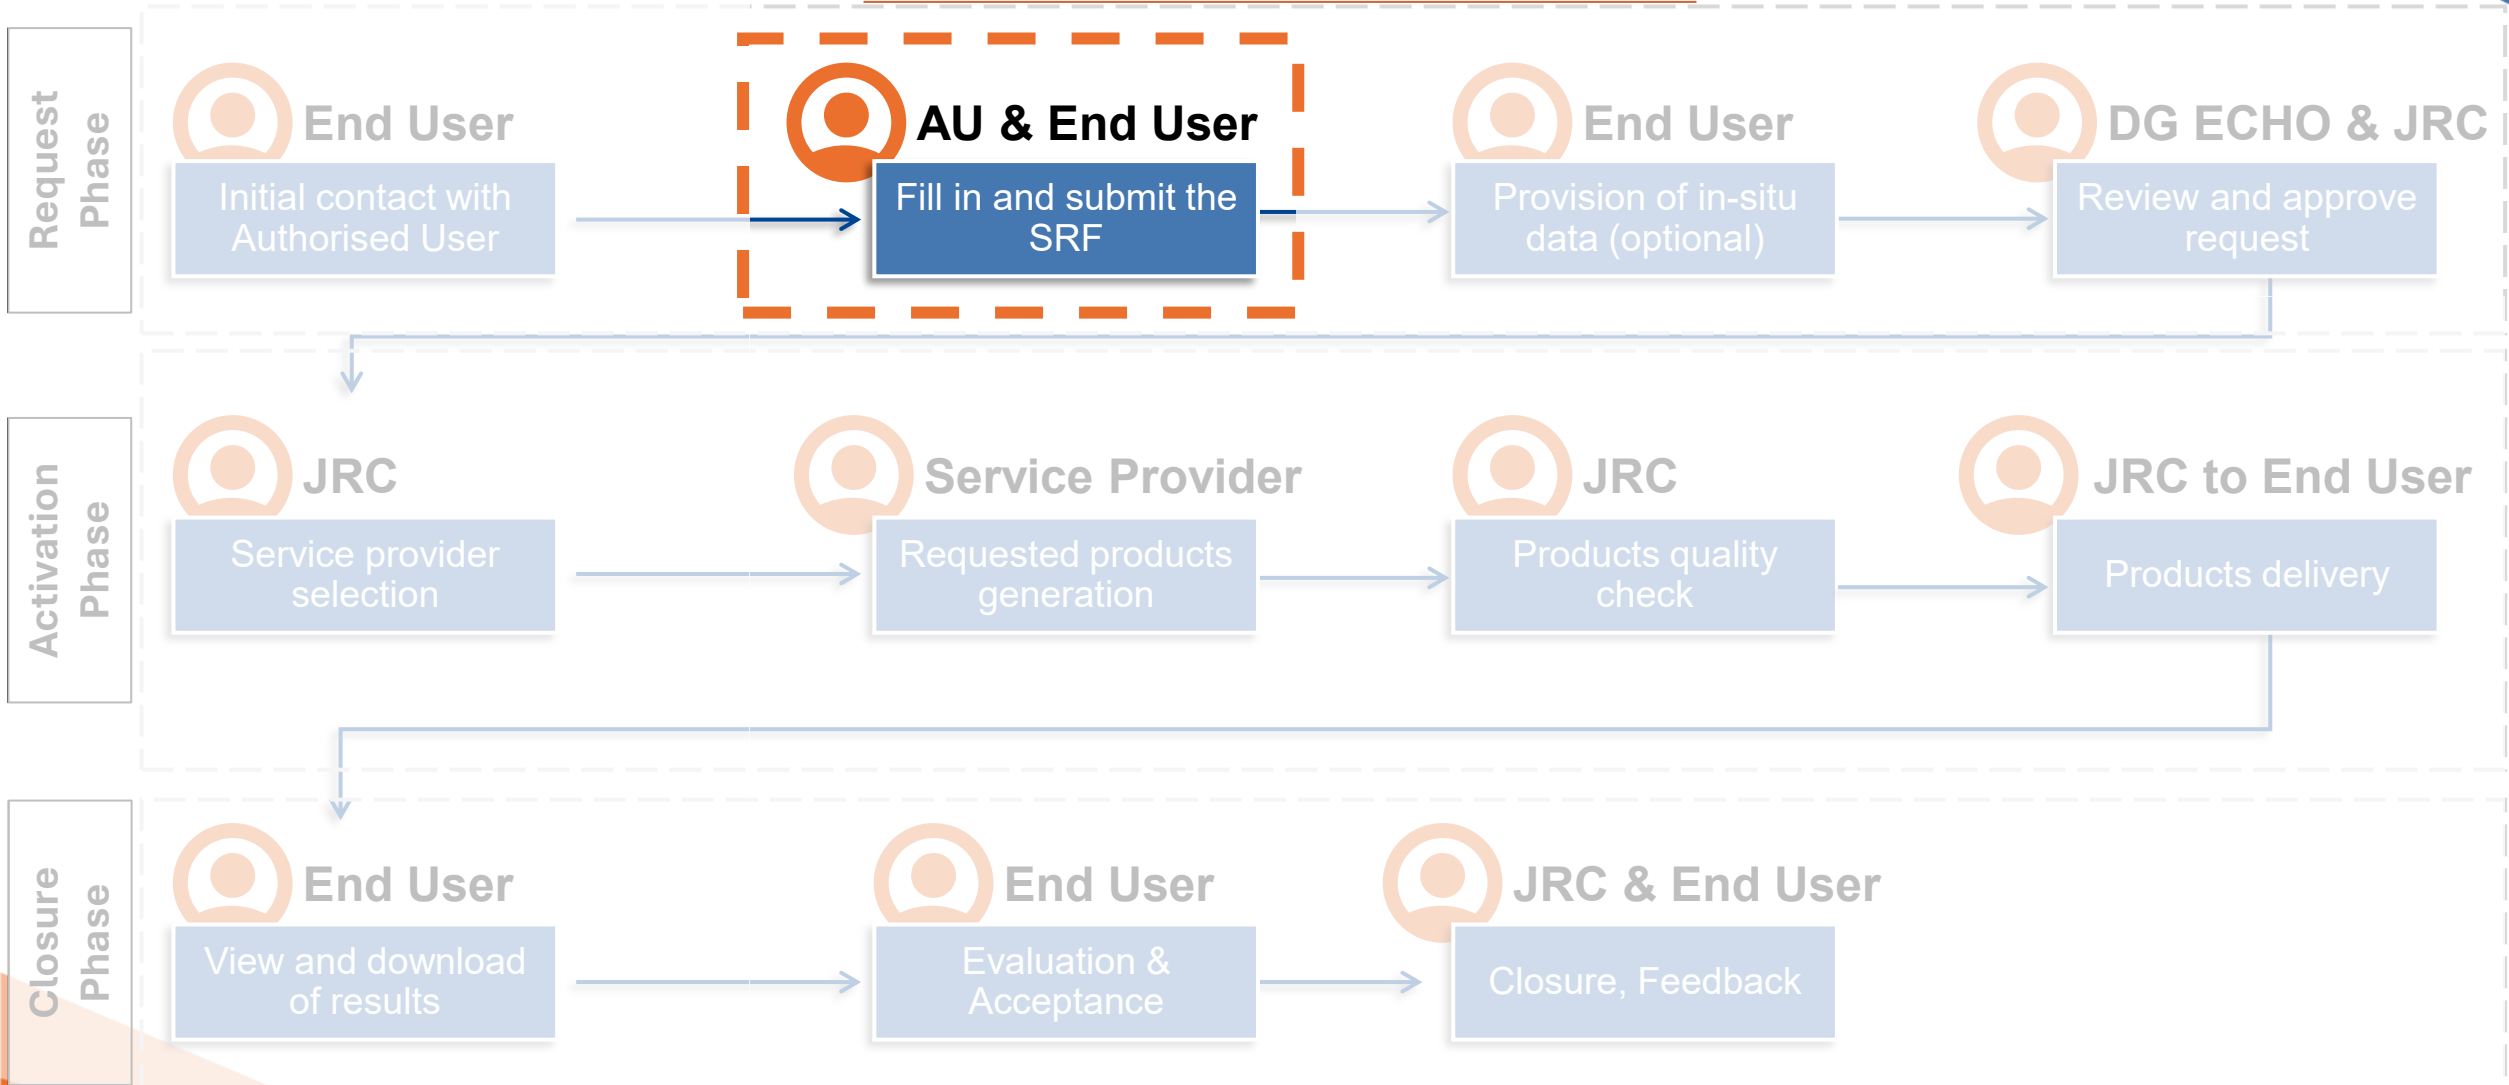 Request
Phase
End User
Initial contact with
Authorised User
AU & End User
Fill in and submit the
SRF
End User
Provision of in-situ
data (optional)
DG ECHO & JRC
Review and approve
request
Activation
Phase
JRC
Service provider
selection
Service Provider
Requested products
generation
JRC
Products quality
check
JRC to End User
Products delivery
Closure
Phase
End User
View and download
of results
End User
Evaluation &
Acceptance
JRC & End User
Closure, Feedback